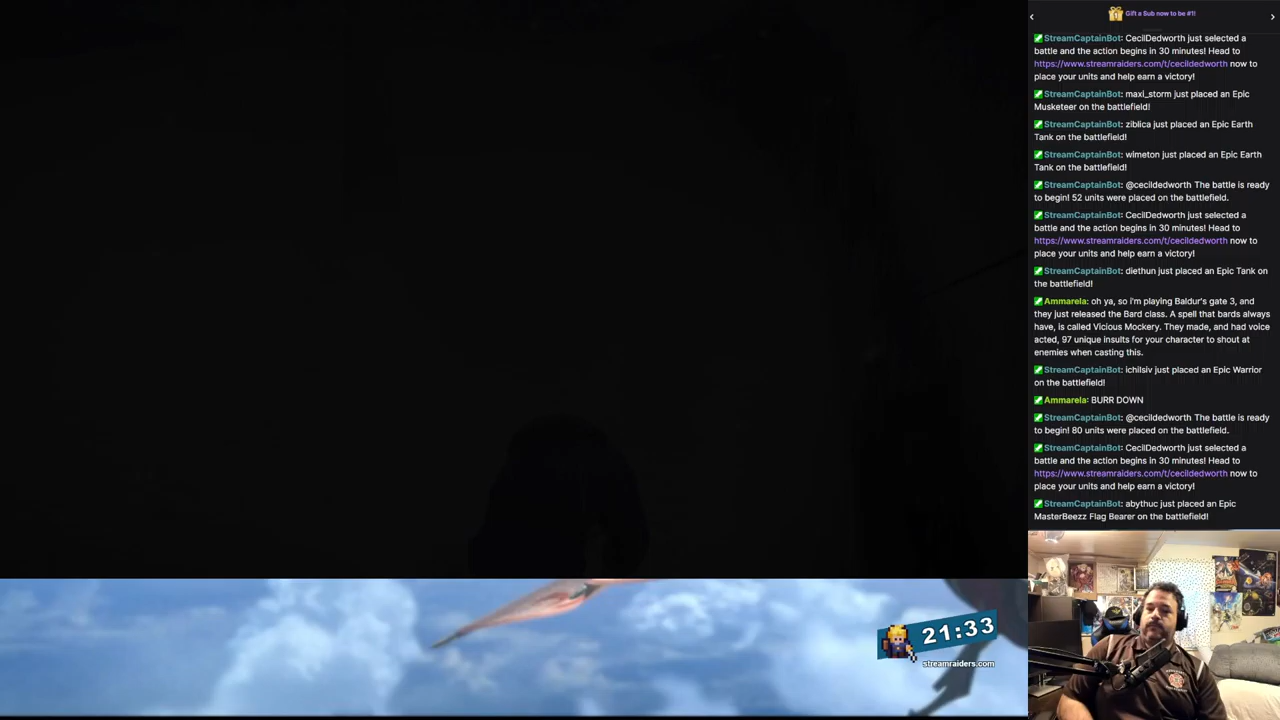 Gift a Sub now to be #1!
StreamCaptainBot: CecilDedworth just selected a
battle and the action begins in 30 minutes! Head to
https://www.streamraiders.com/t/cecildedworth now to
place your units and help earn a victory!
StreamCaptainBot: maxi_storm just placed an Epic
Musketeer on the battlefield!
StreamCaptainBot: ziblica just placed an Epic Earth
Tank on the battlefield!
StreamCaptainBot: wimeton just placed an Epic Earth
Tank on the battlefield!
StreamCaptainBot: @cecildedworth The battle is ready
to begin! 52 units were placed on the battlefield.
StreamCaptainBot: CecilDedworth just selected a
battle and the action begins in 30 minutes! Head to
https://www.streamraiders.com/t/cecildedworth now to
place your units and help earn a victory!
StreamCaptainBot: diethun just placed an Epic Tank on
the battlefield!
Ammarela: oh ya, so i'm playing Baldur's gate 3, and
they just released the Bard class. A spell that bards always
have, is called Vicious Mockery. They made, and had voice
acted, 97 unique insults for your character to shout at
enemies when casting this.
StreamCaptainBot: ichilsiv just placed an Epic Warrior
on the battlefield!
Ammarela: BURR DOWN
StreamCaptainBot: @cecildedworth The battle is ready
to begin! 80 units were placed on the battlefield.
StreamCaptainBot: CecilDedworth just selected a
battle and the action begins in 30 minutes! Head to
https://www.streamraiders.com/t/cecildedworth now to
place your units and help earn a victory!
StreamCaptainBot: abythuc just placed an Epic
MasterBeezz Flag Bearer on the battlefield!
21:33
streamraiders.com